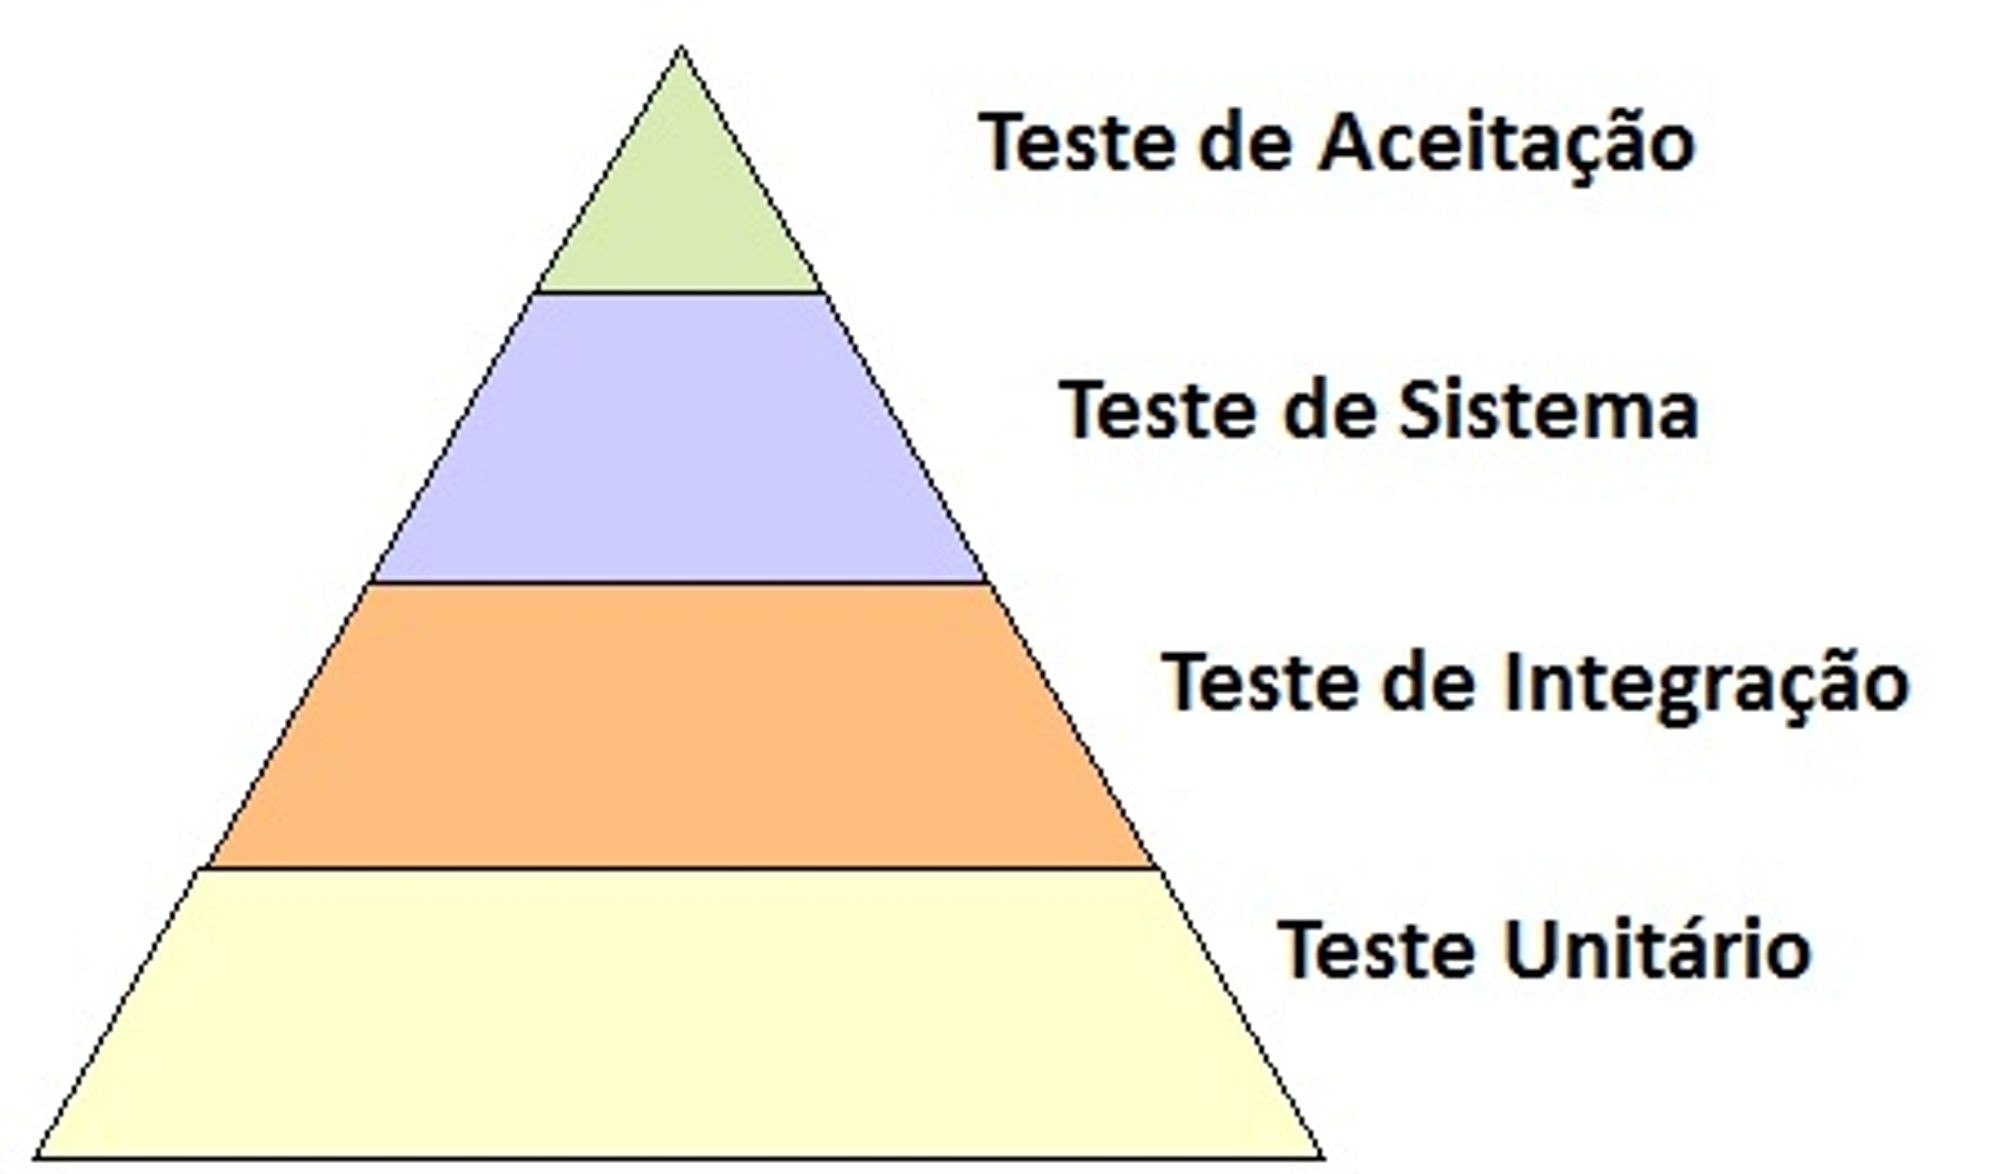 Teste de Aceitação
Teste de Sistema
Teste de Integração
Teste Unitário